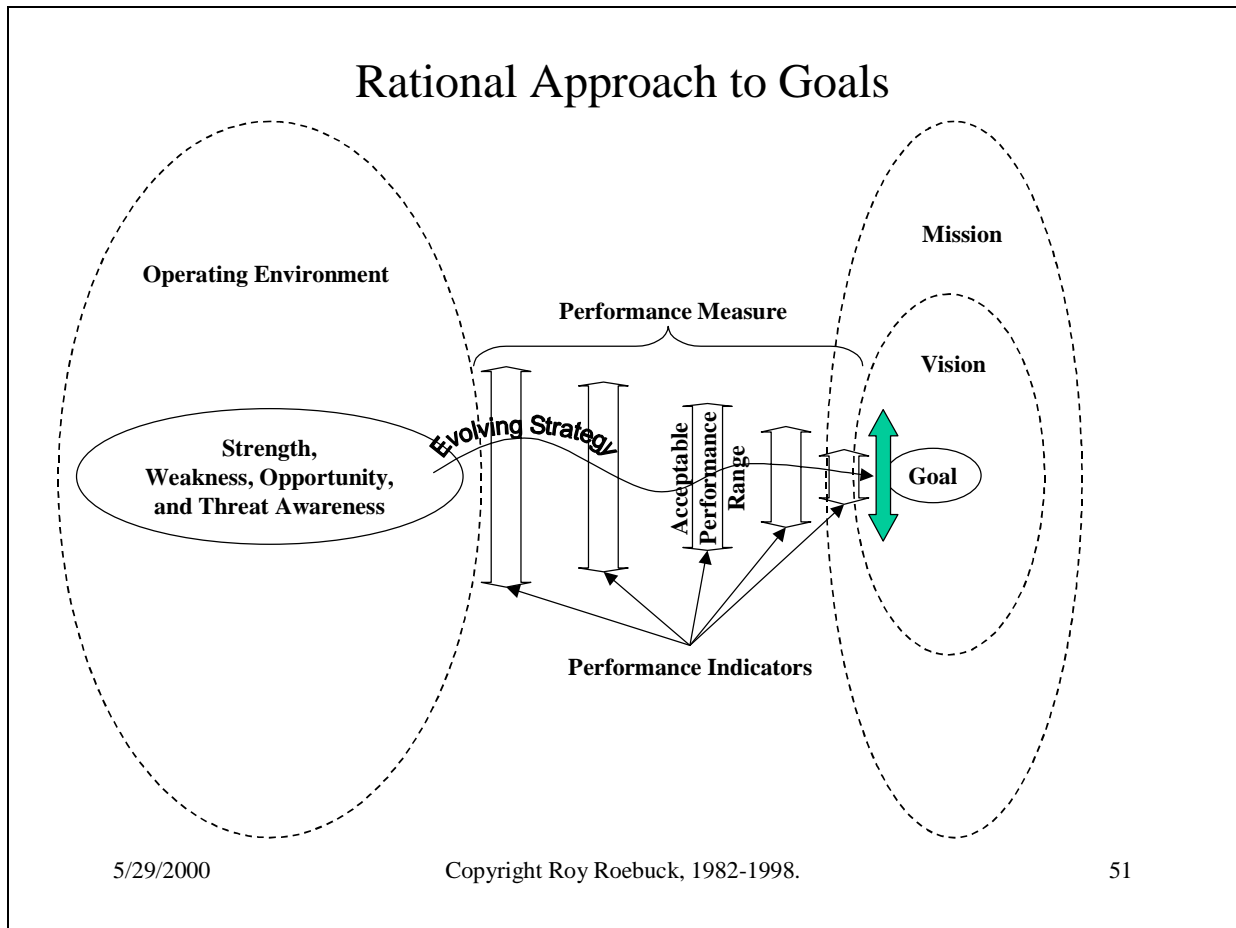 Rational Approach to Goals
Mission
Operating Environment
Performance Measure
Vision
Evolving Strategy
Strength,
Weakness, Opportunity,
and Threat Awareness
Acceptable
Performance
Range
Goal
Performance Indicators
5/29/2000
Copyright Roy Roebuck, 1982-1998.
51